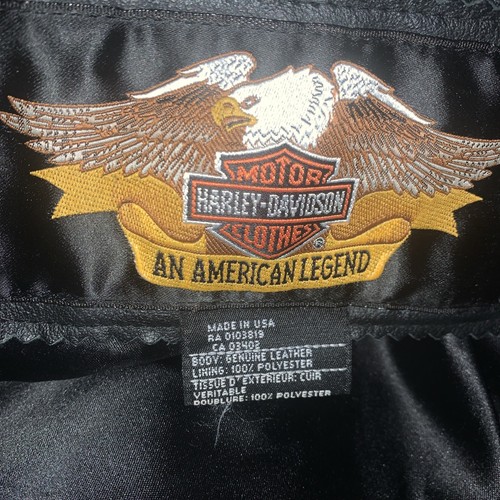 MOTOR
HARLEY-DAVIDSON
CLOTHES
®
AN AMERICAN LEGEND
MADE IN USA
RA 0103819
CA 03402
BODY: GENUINE LEATHER
LINING: 100% POLYESTER
TISSUE D'EXTERIEUR: CUIR
VERITABLE
DOUPLURE: 100% POLYESTER